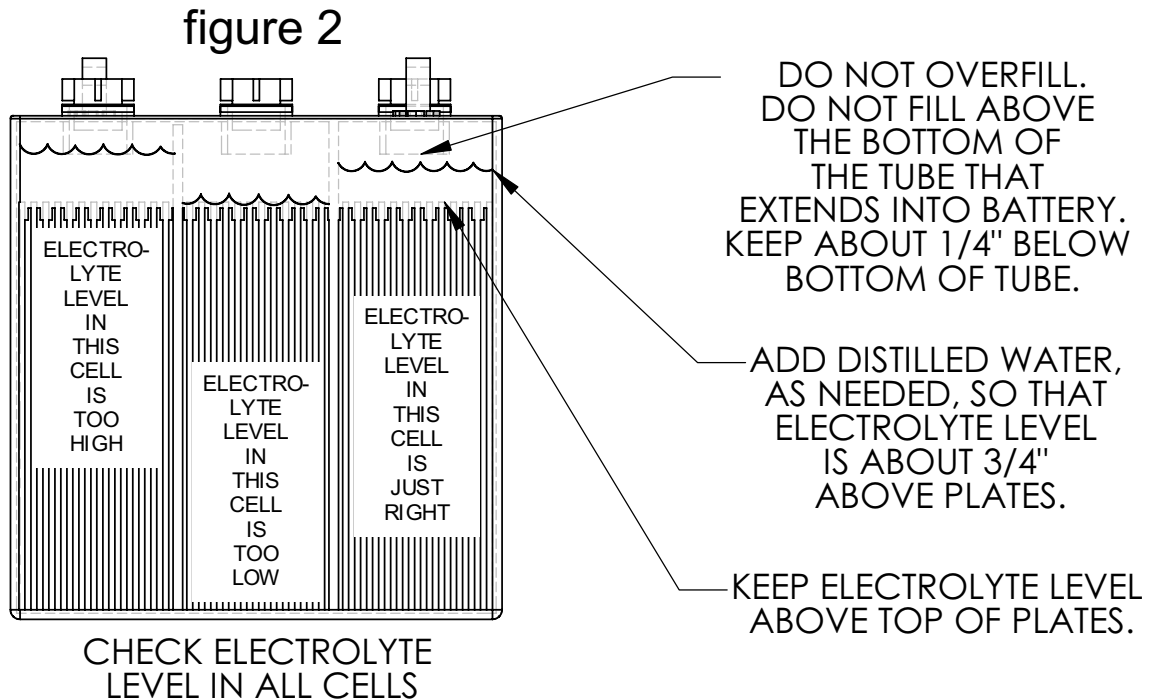 figure 2
DO NOT OVERFILL.
DO NOT FILL ABOVE
THE BOTTOM OF
THE TUBE THAT
EXTENDS INTO BATTERY.
KEEP ABOUT 1/4" BELOW
BOTTOM OF TUBE.
ADD DISTILLED WATER,
AS NEEDED, SO THAT
ELECTROLYTE LEVEL
IS ABOUT 3/4"
ABOVE PLATES.
KEEP ELECTROLYTE LEVEL
ABOVE TOP OF PLATES.
ELECTRO-
LYTE
LEVEL
IN
THIS
CELL
IS
TOO
HIGH
ELECTRO-
LYTE
LEVEL
IN
THIS
CELL
IS
TOO
LOW
ELECTRO-
LYTE
LEVEL
IN
THIS
CELL
IS
JUST
RIGHT
CHECK ELECTROLYTE
LEVEL IN ALL CELLS